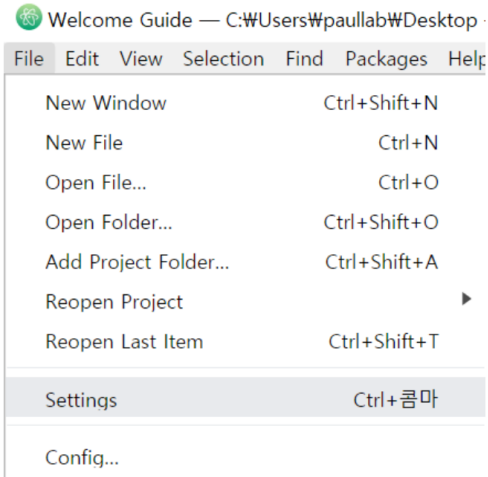 Welcome Guide — C:₩Users₩paullab₩Desktop
File Edit View Selection Find Packages Help
New Window Ctrl+Shift+N
New File Ctrl+N
Open File... Ctrl+O
Open Folder... Ctrl+Shift+O
Add Project Folder... Ctrl+Shift+A
Reopen Project
Reopen Last Item Ctrl+Shift+T
Settings Ctrl+콤마
Config...